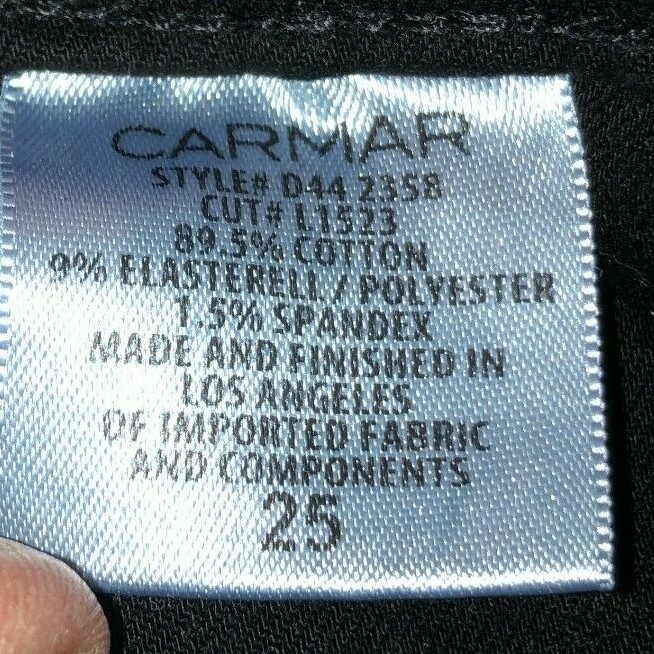 CARMAR
STYLE# D44 2358
CUT# L1523
89.5% COTTON
9% ELASTERELL / POLYESTER
1.5% SPANDEX
MADE AND FINISHED IN
LOS ANGELES
OF IMPORTED FABRIC
AND COMPONENTS
25